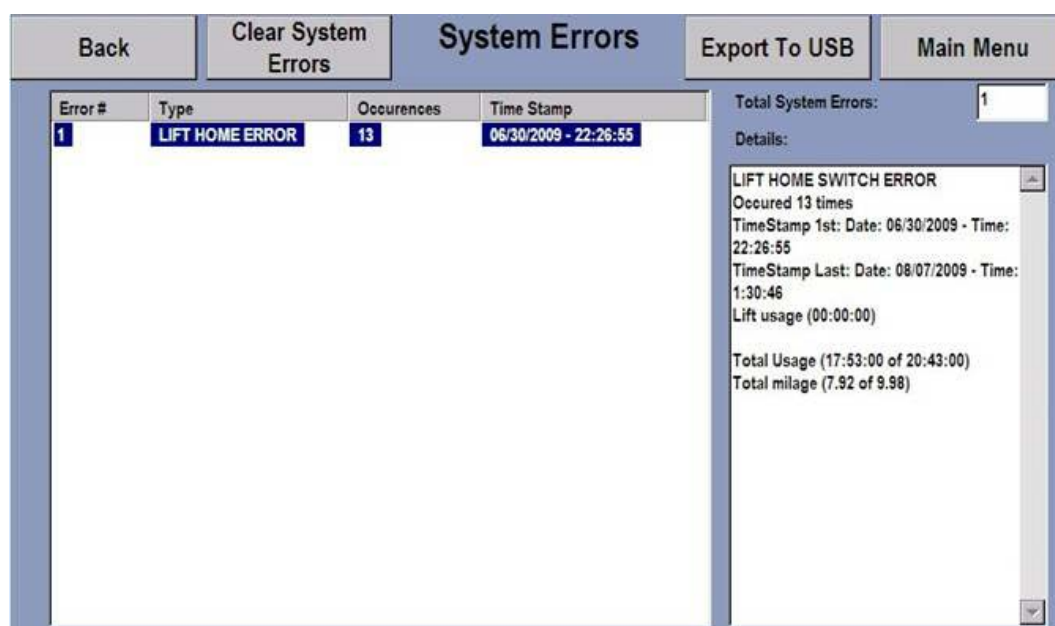 Back
Clear System
Errors
System Errors
Export To USB
Main Menu
Error #	Type	Occurences	Time Stamp
1	LIFT HOME ERROR	13	06/30/2009 - 22:26:55
Total System Errors: 1
Details:
LIFT HOME SWITCH ERROR
Occured 13 times
TimeStamp 1st: Date: 06/30/2009 - Time:
22:26:55
TimeStamp Last: Date: 08/07/2009 - Time:
1:30:46
Lift usage (00:00:00)
Total Usage (17:53:00 of 20:43:00)
Total milage (7.92 of 9.98)